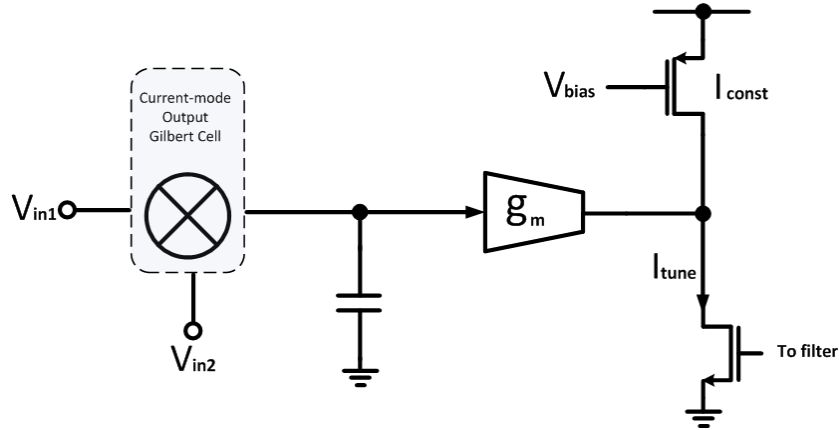 Current-mode
Output
Gilbert Cell
Vin1
Vin2
gm
Vbias
Iconst
Itune
To filter